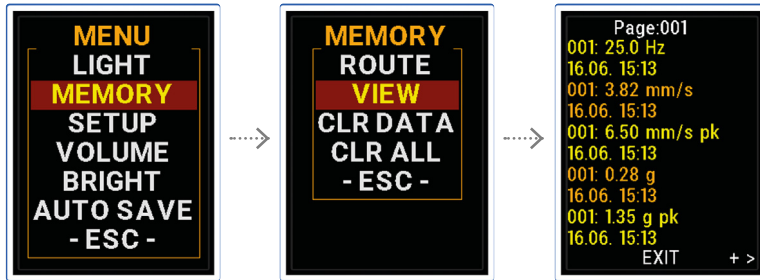 MENU
LIGHT
MEMORY
SETUP
VOLUME
BRIGHT
AUTO SAVE
- ESC -
MEMORY
ROUTE
VIEW
CLR DATA
CLR ALL
- ESC -
Page:001
001: 25.0 Hz
16.06. 15:13
001: 3.82 mm/s
16.06. 15:13
001: 6.50 mm/s pk
16.06. 15:13
001: 0.28 g
16.06. 15:13
001: 1.35 g pk
16.06. 15:13
EXIT + >